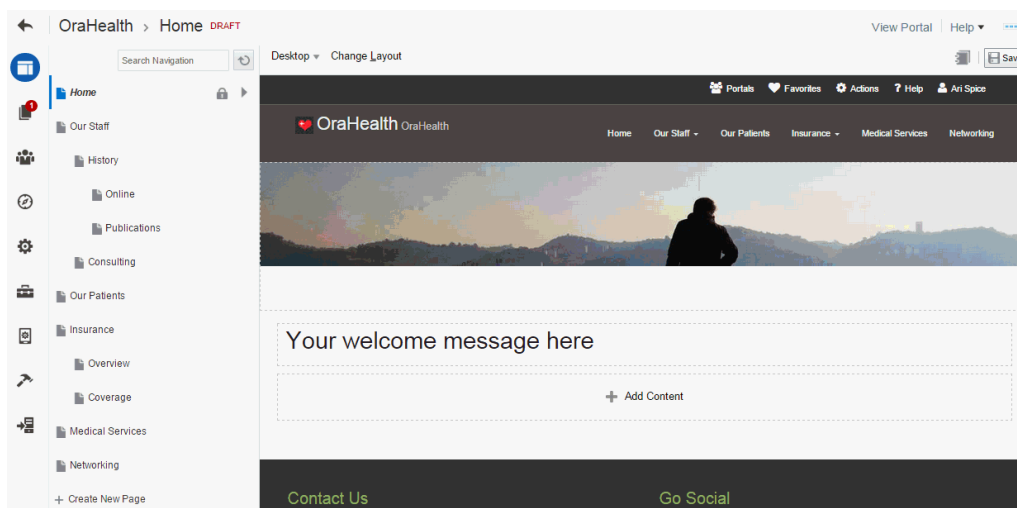 OraHealth > Home DRAFT
View Portal
Help
Search Navigation
Desktop
Change Layout
Sav
1
Home
Our Staff
History
Online
Publications
Consulting
Our Patients
Insurance
Overview
Coverage
Medical Services
Networking
+ Create New Page
Portals
Favorites
Actions
? Help
Ari Spice
OraHealth OraHealth
Home
Our Staff
Our Patients
Insurance
Medical Services
Networking
Your welcome message here
+ Add Content
Contact Us
Go Social